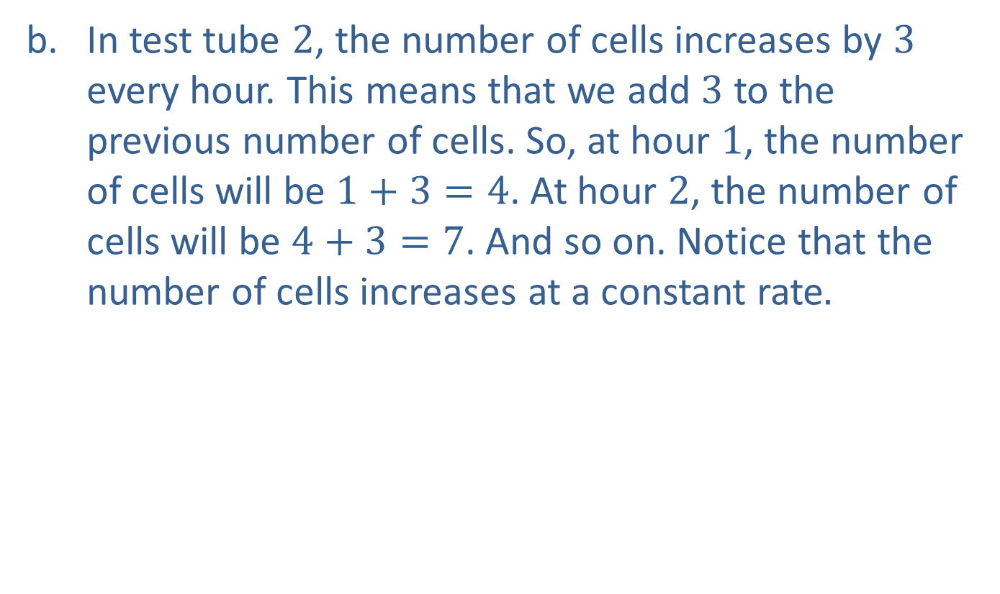 b. In test tube 2, the number of cells increases by 3
every hour. This means that we add 3 to the
previous number of cells. So, at hour 1, the number
of cells will be 1 + 3 = 4. At hour 2, the number of
cells will be 4 + 3 = 7. And so on. Notice that the
number of cells increases at a constant rate.